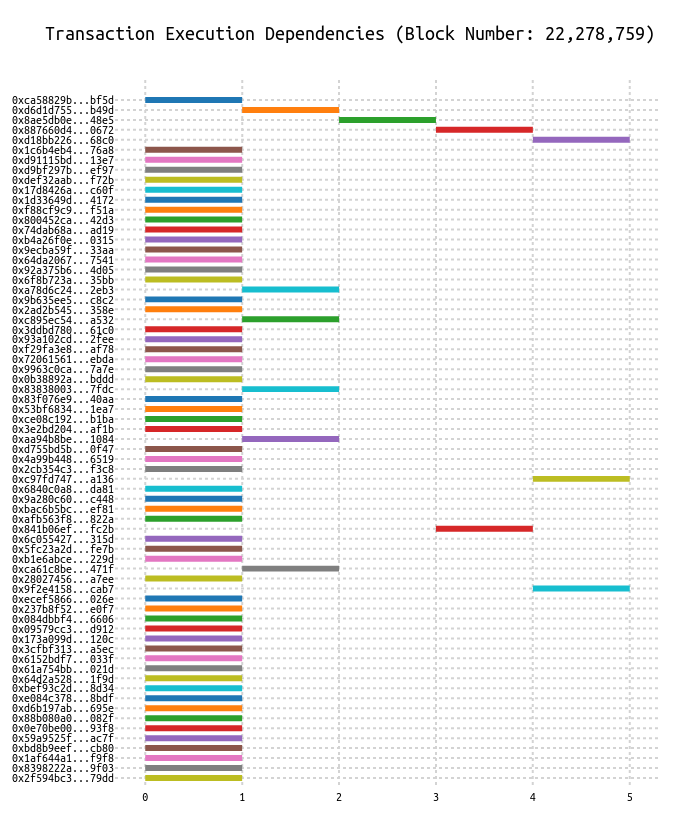 Transaction Execution Dependencies (Block Number: 22,278,759)
0xca58829b...bf5d
0xd6d1d755...b49d
0x8ae5db0e...48e5
0x887660d4...0672
0xd18bb226...68c0
0x1c6b4eb4...76a8
0xd91115bd...13e7
0xd9bf297b...ef97
0xdef32aab...f72b
0x17d8426a...c60f
0x1d33649d...4172
0xf88cf9c9...f51a
0x800452ca...42d3
0x74dab68a...ad19
0xb4a26f0e...0315
0x9ecba59f...33aa
0x64da2067...7541
0x92a375b6...4d05
0x6f8b723a...35bb
0xa78d6c24...2eb3
0x9b635ee5...c8c2
0x2ad2b545...358e
0xc895ec54...a532
0x3ddbd780...61c0
0x93a102cd...2fee
0xf29fa3e8...af78
0x72061561...ebda
0x9963c0ca...7a7e
0x0b38892a...bddd
0x83838003...7fdc
0x83f076e9...40aa
0x53bf6834...1ea7
0xce08c192...b1ba
0x3e2bd204...af1b
0xaa94b8be...1084
0xd755bd5b...0f47
0x4a99b448...6519
0x2cb354c3...f3c8
0xc97fd747...a136
0x6840c0a8...da81
0x9a280c60...c448
0xbac6b5bc...ef81
0xafb563f8...822a
0x841b06ef...fc2b
0x6c055427...315d
0x5fc23a2d...fe7b
0xb1e6abce...229d
0xca61c8be...471f
0x28027456...a7ee
0x9f2e4158...cab7
0xecef5866...026e
0x237b8f52...e0f7
0x084dbbf4...6606
0x09579cc3...d912
0x173a099d...120c
0x3cfbf313...a5ec
0x6152bdf7...033f
0x61a754bb...021d
0x64d2a528...1f9d
0xbef93c2d...8d34
0xe084c378...8bdf
0xd6b197ab...695e
0x88b080a0...082f
0x0e70be00...93f8
0x59a9525f...ac7f
0xbd8b9eef...cb80
0x1af644a1...f9f8
0x8398222a...9f03
0x2f594bc3...79dd
0 1 2 3 4 5